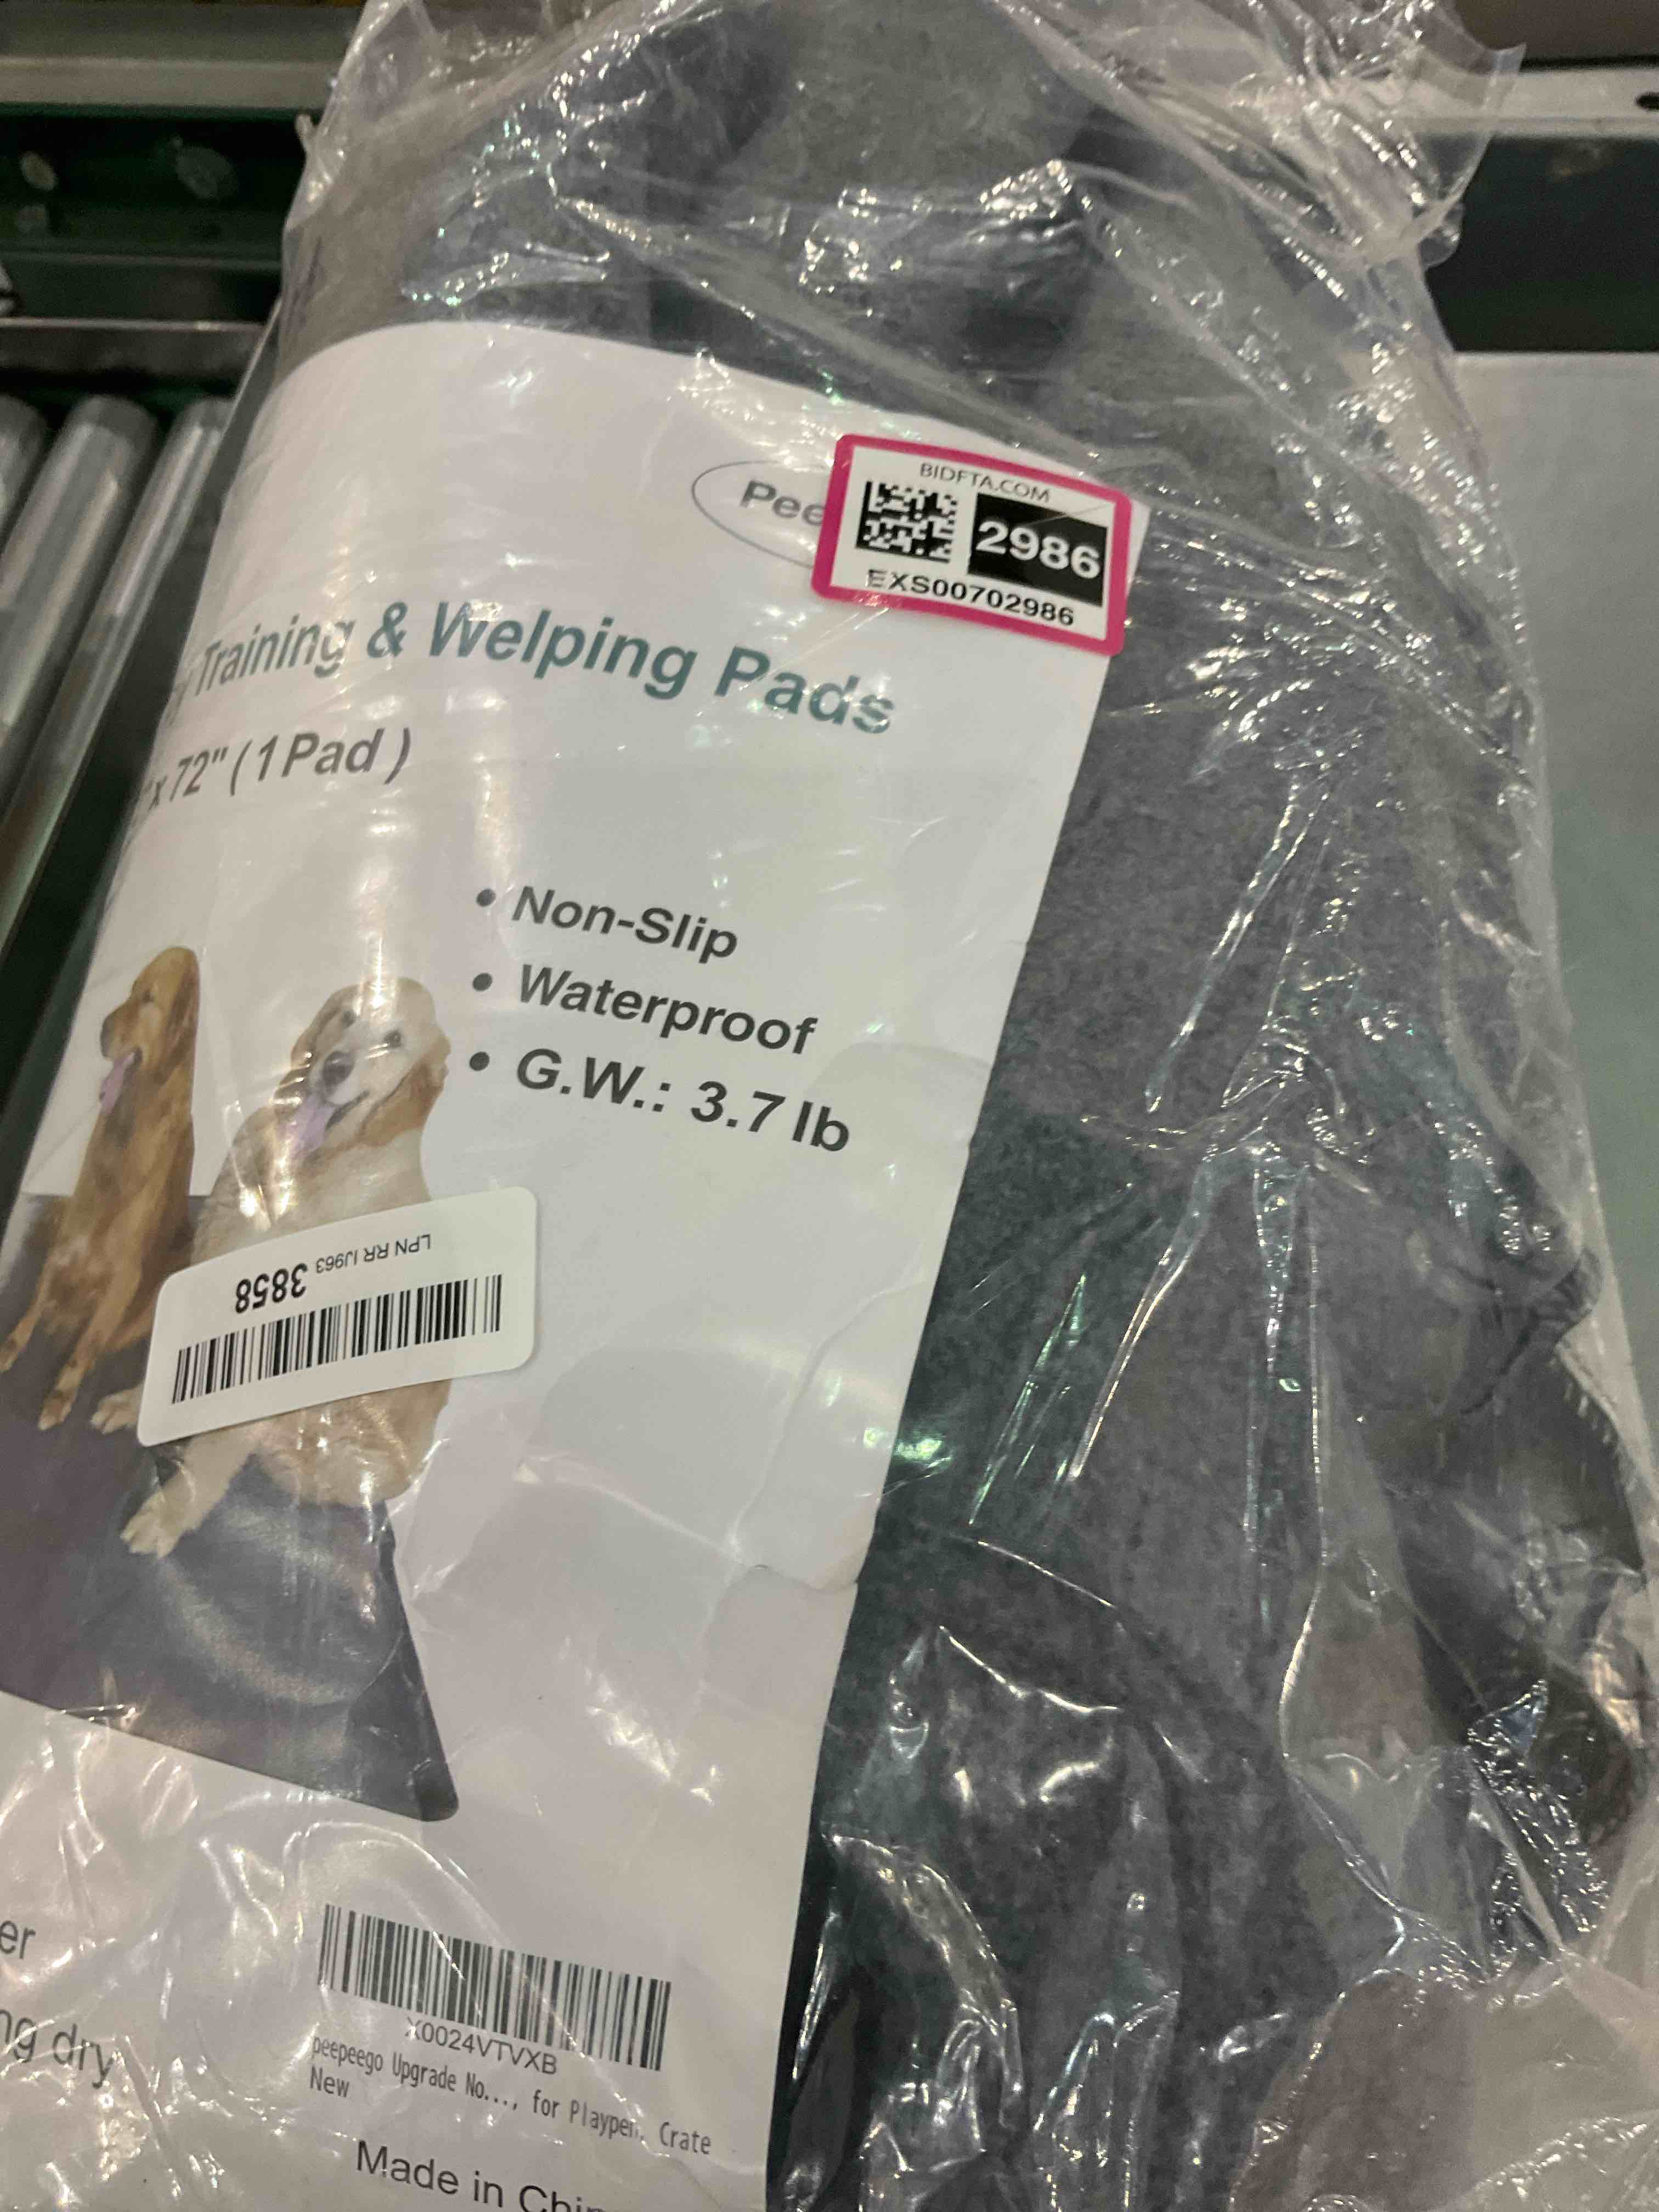 BIDFTA.COM
2986
EXS00702986
Pee
Training & Welping Pads
x 72" (1 Pad )
• Non-Slip
• Waterproof
• G.W.: 3.7 lb
LPN RR IJ963 3858
er
ng dry
X0024VTVXB
peepeego Upgrade No..., for Playpen, Crate
New
Made in Chin